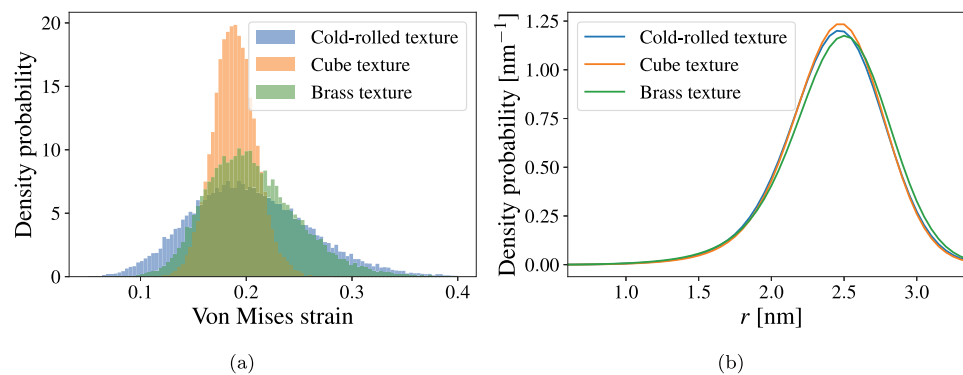 20
15
10
5
0
0.1
0.2
0.3
0.4
Density probability
Von Mises strain
Cold-rolled texture
Cube texture
Brass texture
(a)
1.25
1.00
0.75
0.50
0.25
0.00
1.0
1.5
2.0
2.5
3.0
Density probability [nm⁻¹]
r [nm]
Cold-rolled texture
Cube texture
Brass texture
(b)